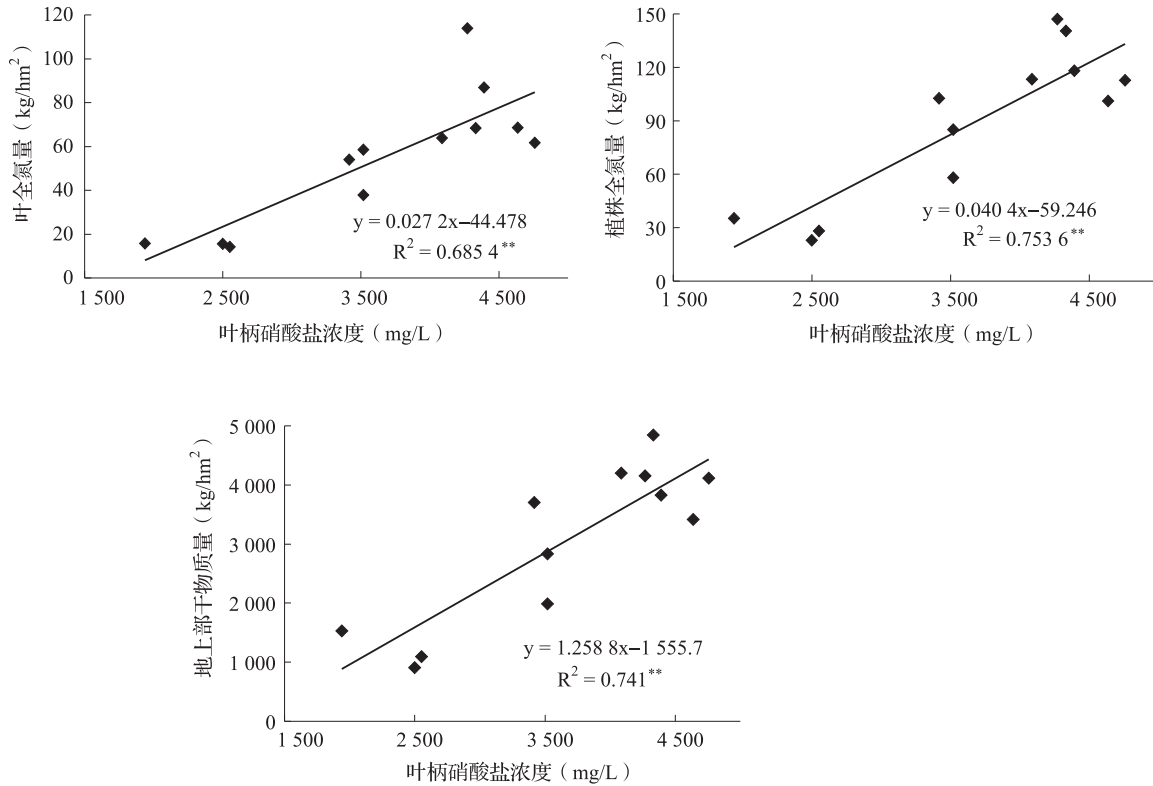 叶全氮量（kg/hm²）
120
100
80
60
40
20
0
y = 0.027 2x−44.478
R² = 0.685 4**
1 500 2 500 3 500 4 500
叶柄硝酸盐浓度（mg/L）
植株全氮量（kg/hm²）
150
120
90
60
30
0
y = 0.040 4x−59.246
R² = 0.753 6**
1 500 2 500 3 500 4 500
叶柄硝酸盐浓度（mg/L）
地上部干物质量（kg/hm²）
5 000
4 000
3 000
2 000
1 000
0
y = 1.258 8x−1 555.7
R² = 0.741**
1 500 2 500 3 500 4 500
叶柄硝酸盐浓度（mg/L）